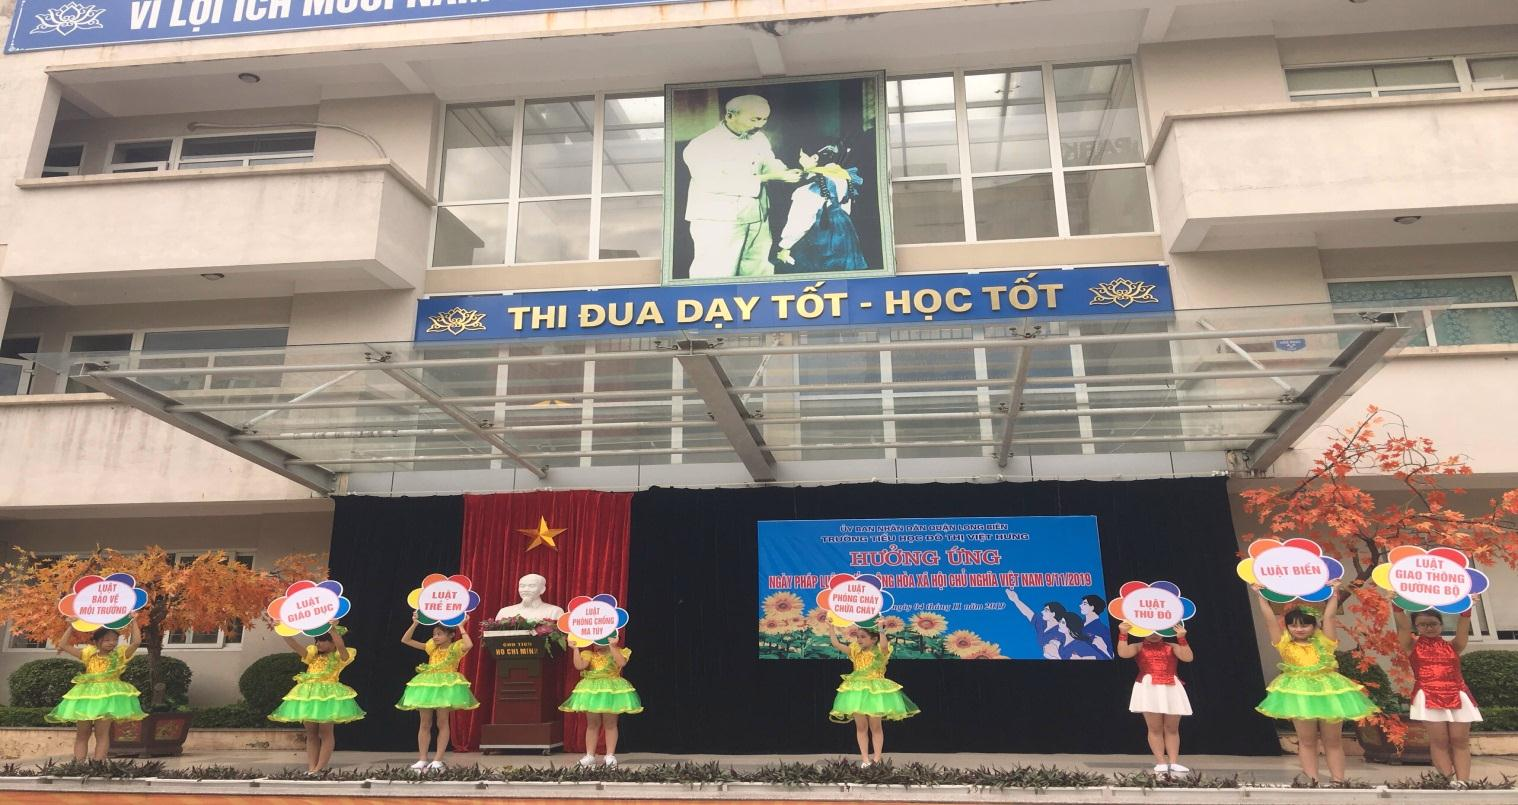 VÌ LỢI ÍCH MƯỜI NĂM
THI ĐUA DẠY TỐT - HỌC TỐT
ỦY BAN NHÂN DÂN QUẬN LONG BIÊN
TRƯỜNG TIỂU HỌC ĐÔ THỊ VIỆT HƯNG
HƯỞNG ỨNG
NGÀY PHÁP HÒA XÃ HỘI CHỦ NGHĨA VIỆT NAM 9/11/2019
ngày 04 tháng 11 năm 2019
CHỦ TỊCH
HỒ CHÍ MINH
LUẬT
BẢO VỆ
MÔI TRƯỜNG
LUẬT
GIÁO DỤC
LUẬT
TRẺ EM
LUẬT
PHÒNG CHỐNG
MA TÚY
LUẬT
PHÒNG CHÁY
CHỮA CHÁY
LUẬT
THỦ ĐÔ
LUẬT BIỂN
LUẬT
GIAO THÔNG
ĐƯỜNG BỘ